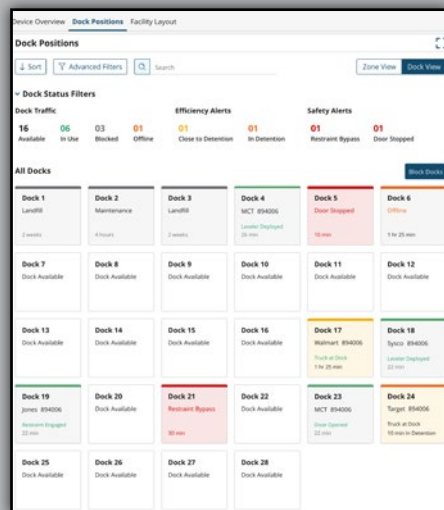 Device Overview Dock Positions Facility Layout
Dock Positions
Sort Advanced Filters Search Zone View Dock View
Dock Status Filters
Dock Traffic Efficiency Alerts Safety Alerts
16 06 03 01 01 01 01 01
Available In Use Blocked Offline Close to Detention In Detention Restraint Bypass Door Stopped
All Docks Block Docks
Dock 1 Dock 2 Dock 3 Dock 4 Dock 5 Dock 6
Landfill Maintenance Landfill MCT 894006 Door Stopped Offline
Leveler Deployed
2 weeks 4 hours 2 weeks 26 min 10 min 1 hr 25 min
Dock 7 Dock 8 Dock 9 Dock 10 Dock 11 Dock 12
Dock Available Dock Available Dock Available Dock Available Dock Available Dock Available
Dock 13 Dock 14 Dock 15 Dock 16 Dock 17 Dock 18
Dock Available Dock Available Dock Available Dock Available Walmart 894006 Sysco 894006
Truck at Dock Leveler Deployed
1 hr 25 min 22 min
Dock 19 Dock 20 Dock 21 Dock 22 Dock 23 Dock 24
Jones 894006 Dock Available Restraint Bypass Dock Available MCT 894006 Target 894006
Restraint Engaged Door Opened Truck at Dock
22 min 30 min 22 min 10 min in Detention
Dock 25 Dock 26 Dock 27 Dock 28
Dock Available Dock Available Dock Available Dock Available